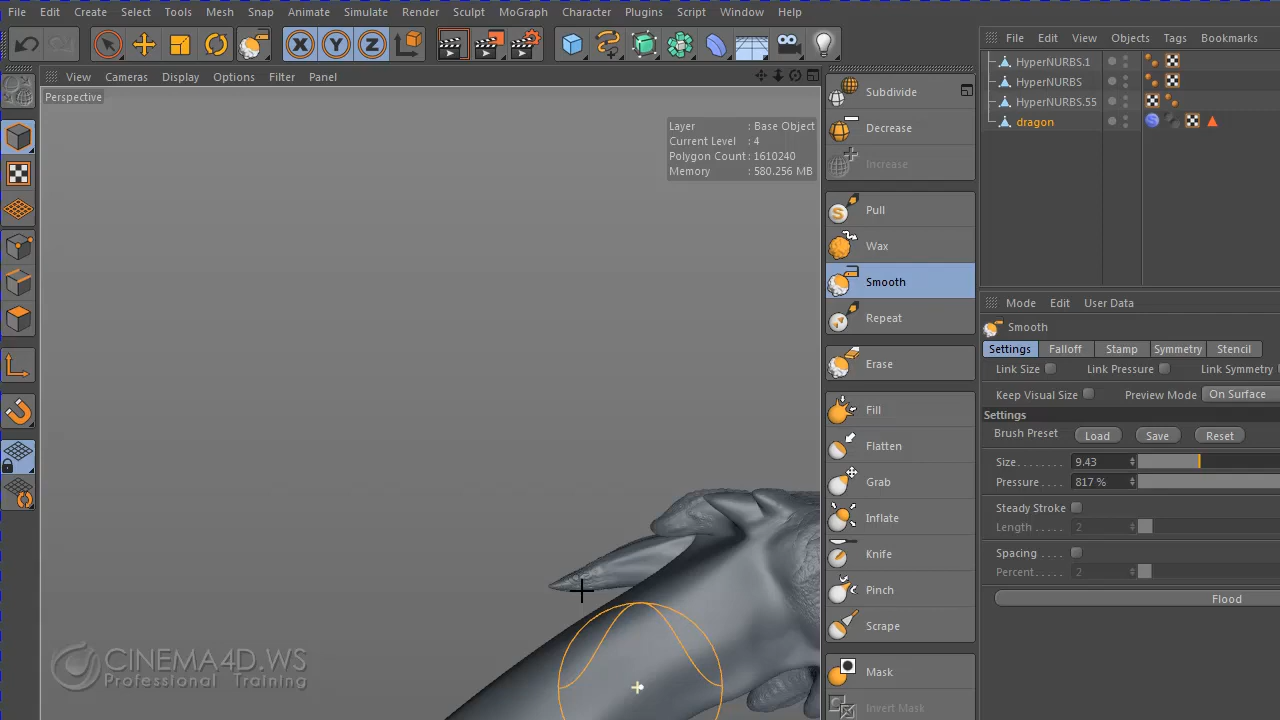 File Edit Create Select Tools Mesh Snap Animate Simulate Render Sculpt MoGraph Character Plugins Script Window Help
File Edit View Objects Tags Bookmarks
View Cameras Display Options Filter Panel
Perspective
Layer : Base Object
Current Level : 4
Polygon Count : 1610240
Memory : 580.256 MB
Subdivide
Decrease
Increase
Pull
Wax
Smooth
Repeat
Erase
Fill
Flatten
Grab
Inflate
Knife
Pinch
Scrape
Mask
Invert Mask
HyperNURBS.1
HyperNURBS
HyperNURBS.55
dragon
Mode Edit User Data
Smooth
Settings Falloff Stamp Symmetry Stencil
Link Size Link Pressure Link Symmetry
Keep Visual Size Preview Mode On Surface
Settings
Brush Preset Load Save Reset
Size........ 9.43
Pressure.... 817 %
Steady Stroke
Length...... 2
Spacing....
Percent..... 2
Flood
X Y Z
CINEMA4D.WS
Professional Training